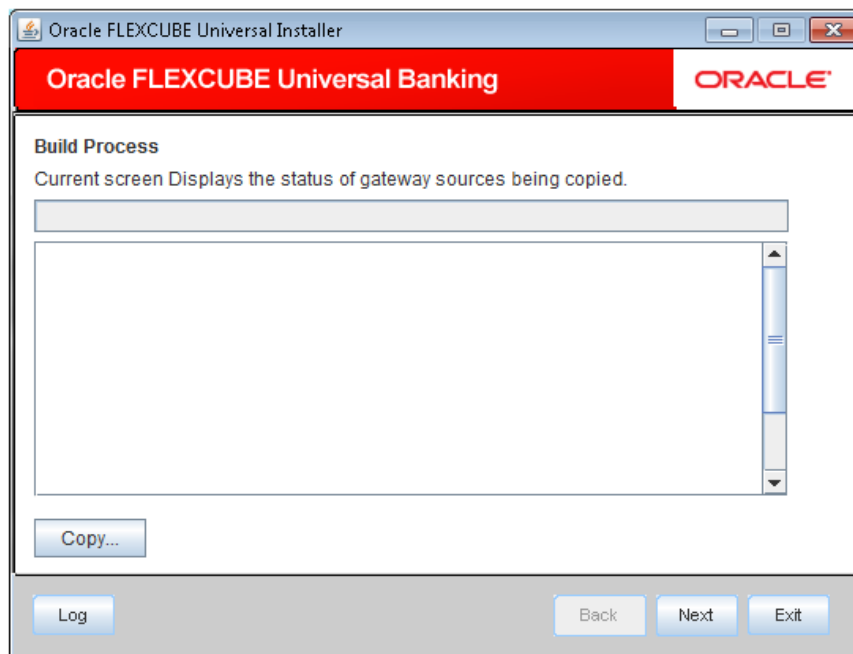 Oracle FLEXCUBE Universal Installer
Oracle FLEXCUBE Universal Banking
ORACLE
Build Process
Current screen Displays the status of gateway sources being copied.
Copy...
Log
Back
Next
Exit